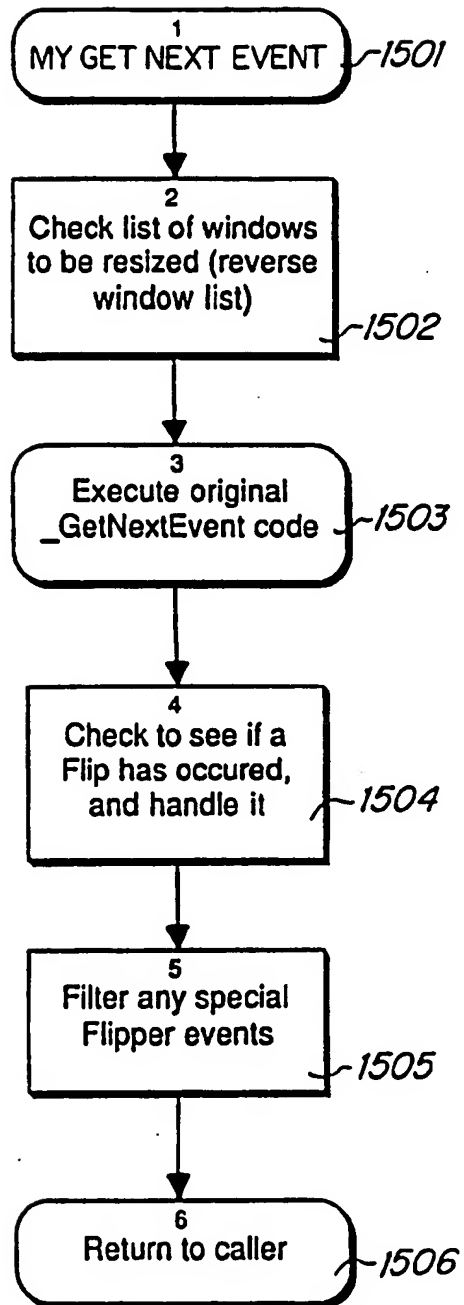 1
MY GET NEXT EVENT
1501
2
Check list of windows
to be resized (reverse
window list)
1502
3
Execute original
_GetNextEvent code
1503
4
Check to see if a
Flip has occured,
and handle it
1504
5
Filter any special
Flipper events
1505
6
Return to caller
1506